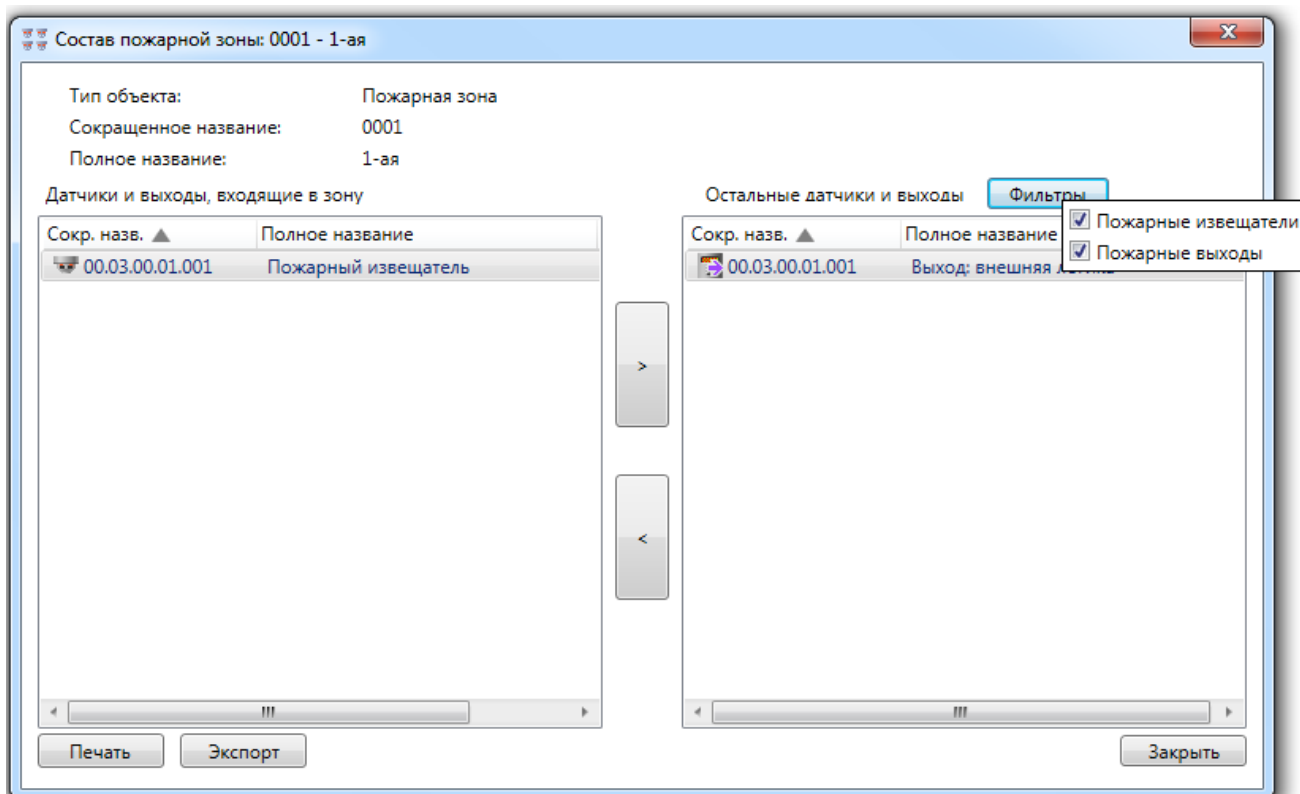 Состав пожарной зоны: 0001 - 1-ая
Тип объекта: Пожарная зона
Сокращенное название: 0001
Полное название: 1-ая
Датчики и выходы, входящие в зону
Остальные датчики и выходы Фильтры
Пожарные извещатели
Пожарные выходы
Сокр. назв. Полное название
00.03.00.01.001 Пожарный извещатель
Сокр. назв. Полное название
00.03.00.01.001 Выход: внешняя
>
<
Печать Экспорт Закрыть